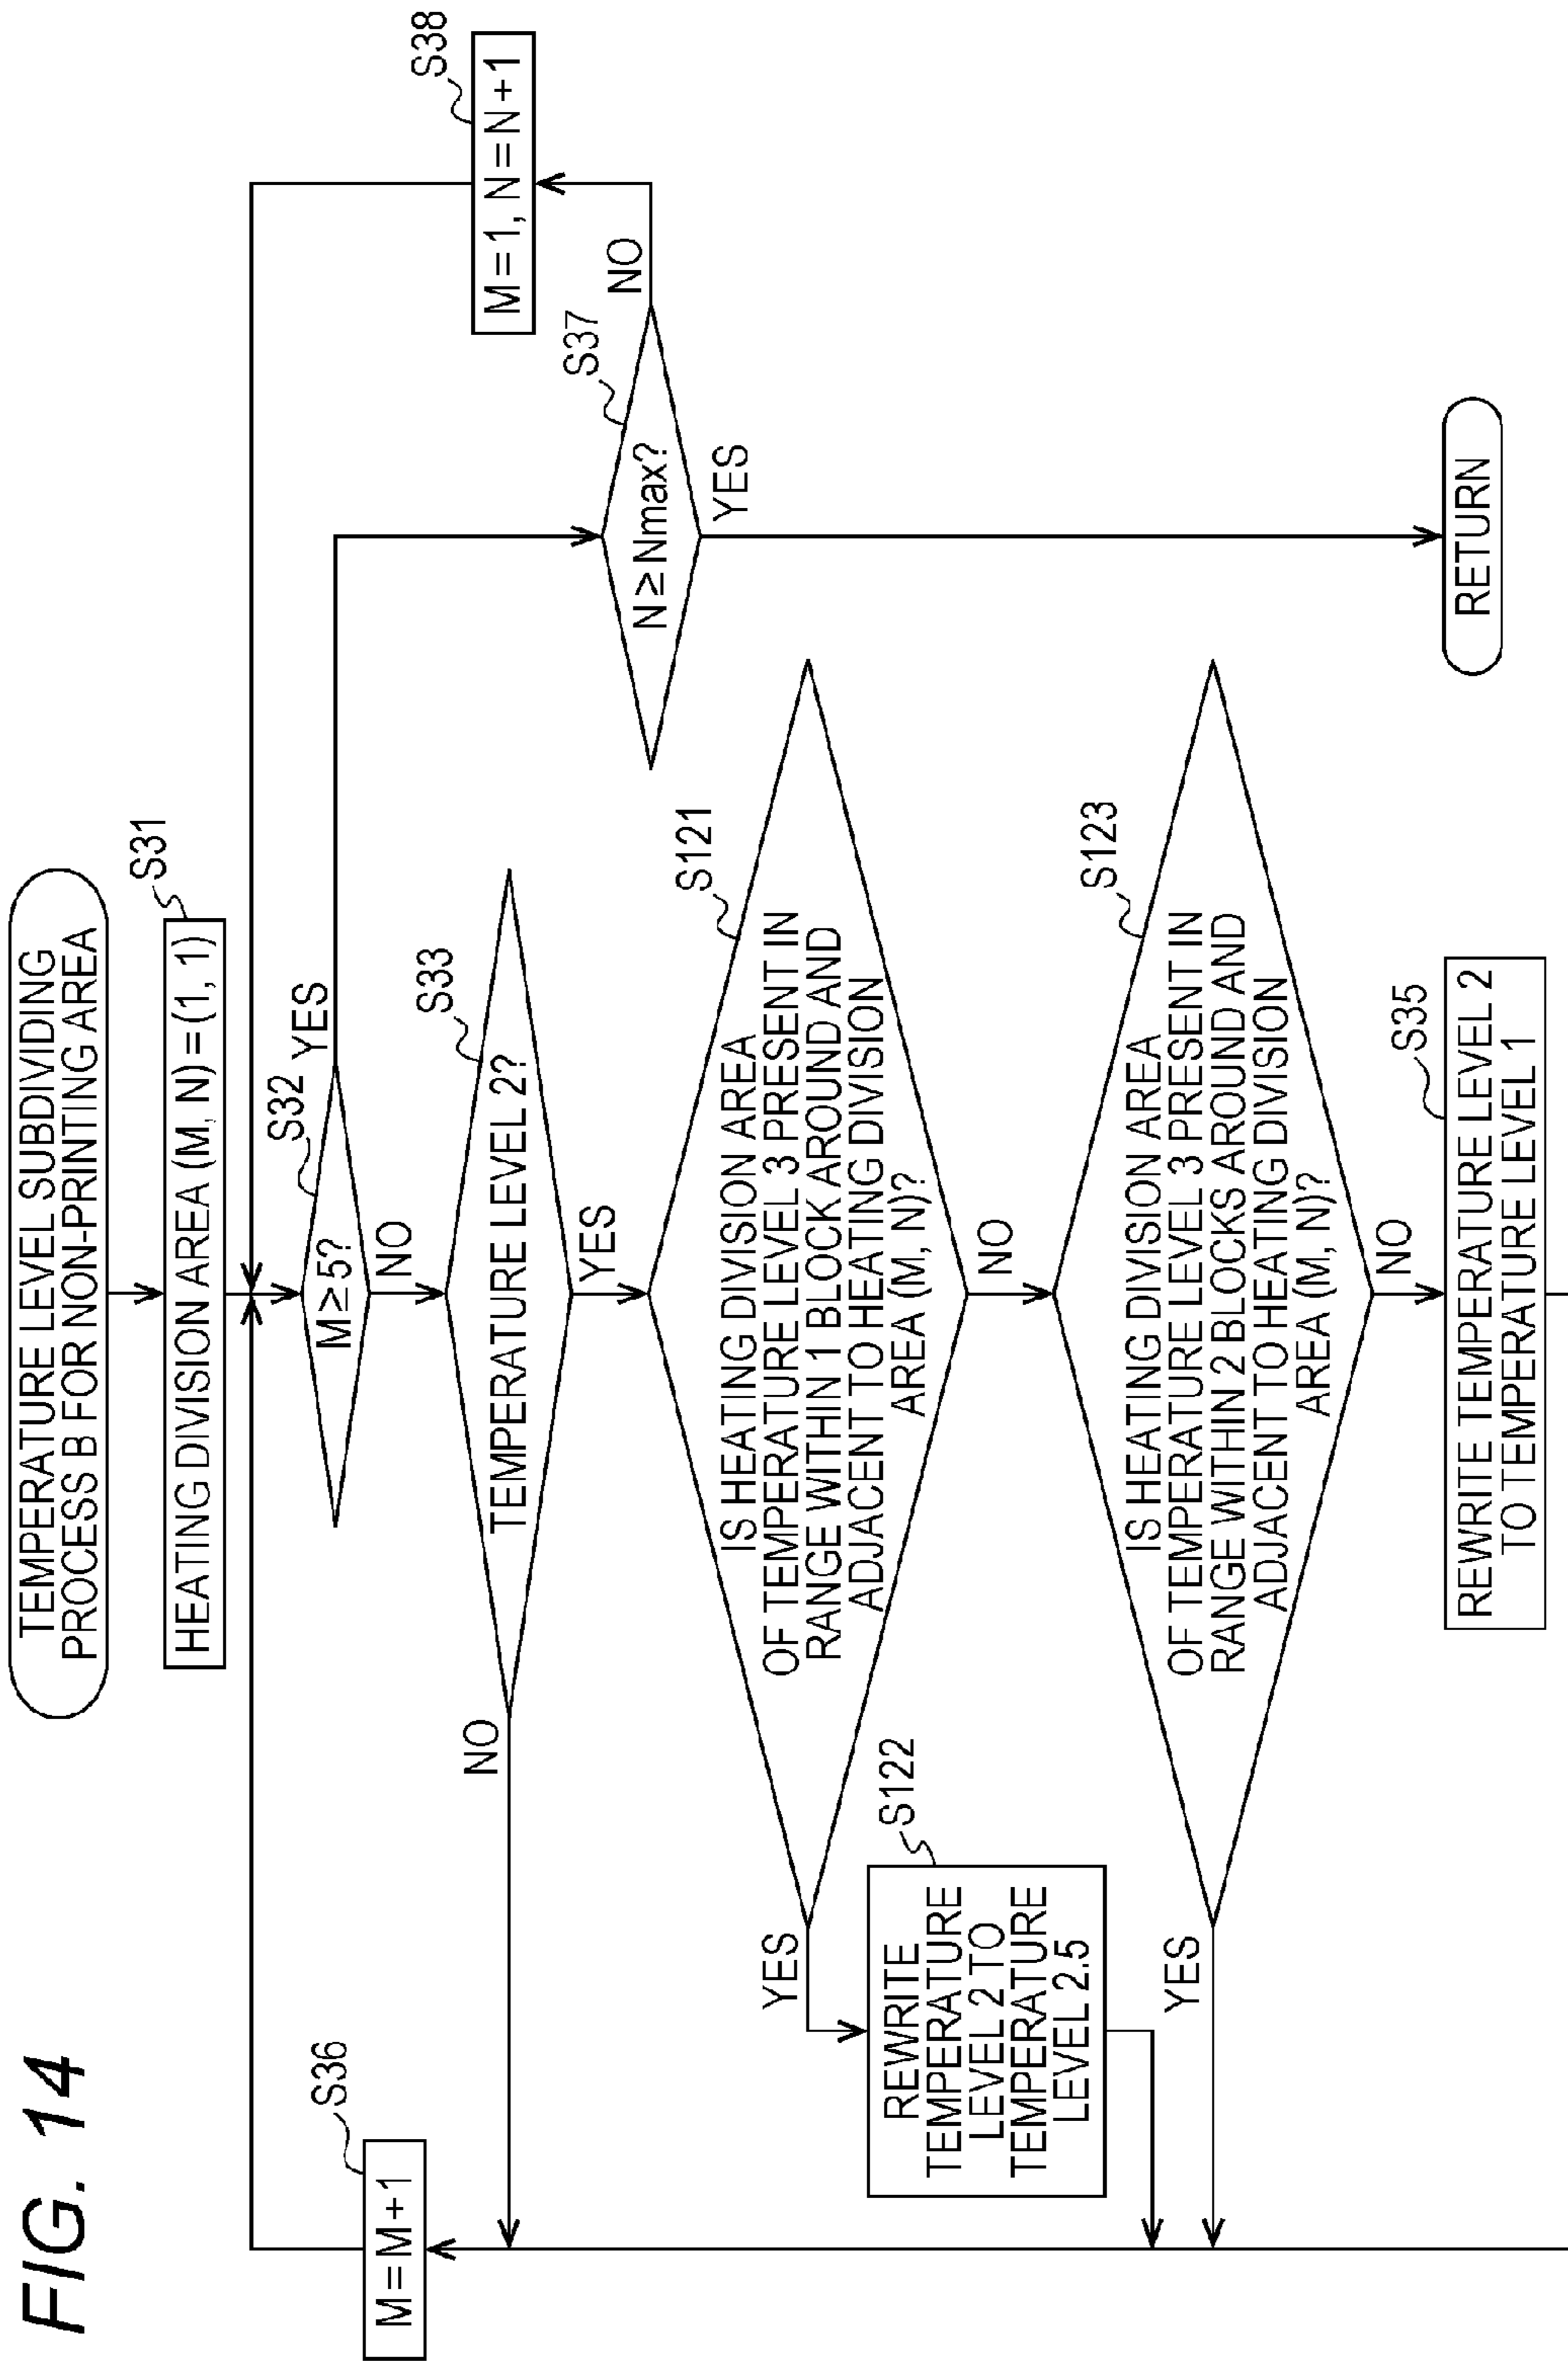 FIG. 14
TEMPERATURE LEVEL SUBDIVIDING
PROCESS B FOR NON-PRINTING AREA
S31
HEATING DIVISION AREA (M, N) = (1, 1)
S32
M ≥ 5?
YES
NO
S33
TEMPERATURE LEVEL 2?
NO
YES
S121
IS HEATING DIVISION AREA
OF TEMPERATURE LEVEL 3 PRESENT IN
RANGE WITHIN 1 BLOCK AROUND AND
ADJACENT TO HEATING DIVISION
AREA (M, N)?
YES
NO
S122
REWRITE
TEMPERATURE
LEVEL 2 TO
TEMPERATURE
LEVEL 2.5
S123
IS HEATING DIVISION AREA
OF TEMPERATURE LEVEL 3 PRESENT IN
RANGE WITHIN 2 BLOCKS AROUND AND
ADJACENT TO HEATING DIVISION
AREA (M, N)?
YES
NO
S35
REWRITE TEMPERATURE LEVEL 2
TO TEMPERATURE LEVEL 1
S36
M = M + 1
S37
N ≥ Nmax?
NO
YES
S38
M = 1, N = N + 1
RETURN